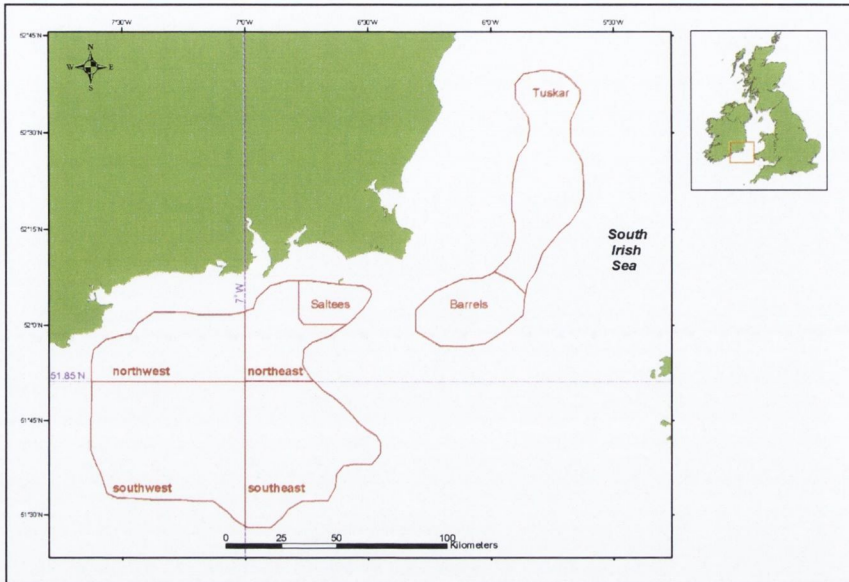 7°30'W 7°0'W 6°30'W 6°0'W 5°30'W
52°45'N
N
W E
S
Tuskar
52°30'N
52°15'N
South
Irish
Sea
7°W
Saltees
Barrels
52°0'N
northwest
northeast
51.85 N
51°45'N
southwest
southeast
51°30'N
0 25 50 100
Kilometers